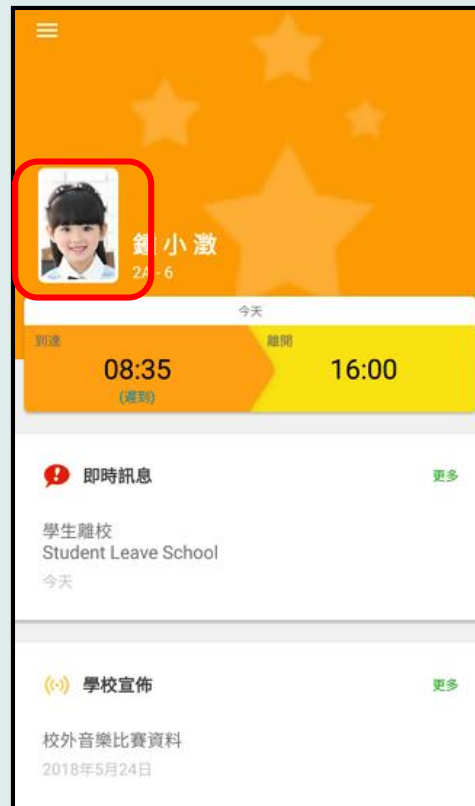 鍾小澂
2A-6
今天
到達
離開
08:35
16:00
(遲到)
即時訊息
更多
學生離校
Student Leave School
今天
學校宣佈
更多
校外音樂比賽資料
2018年5月24日